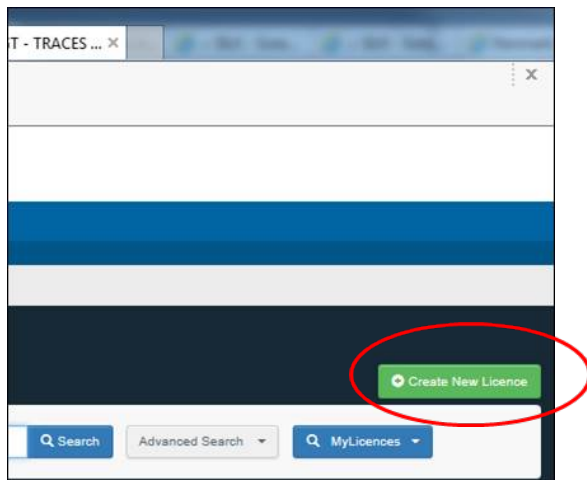 T - TRACES ... ×
x
Create New Licence
Search
Advanced Search
MyLicences